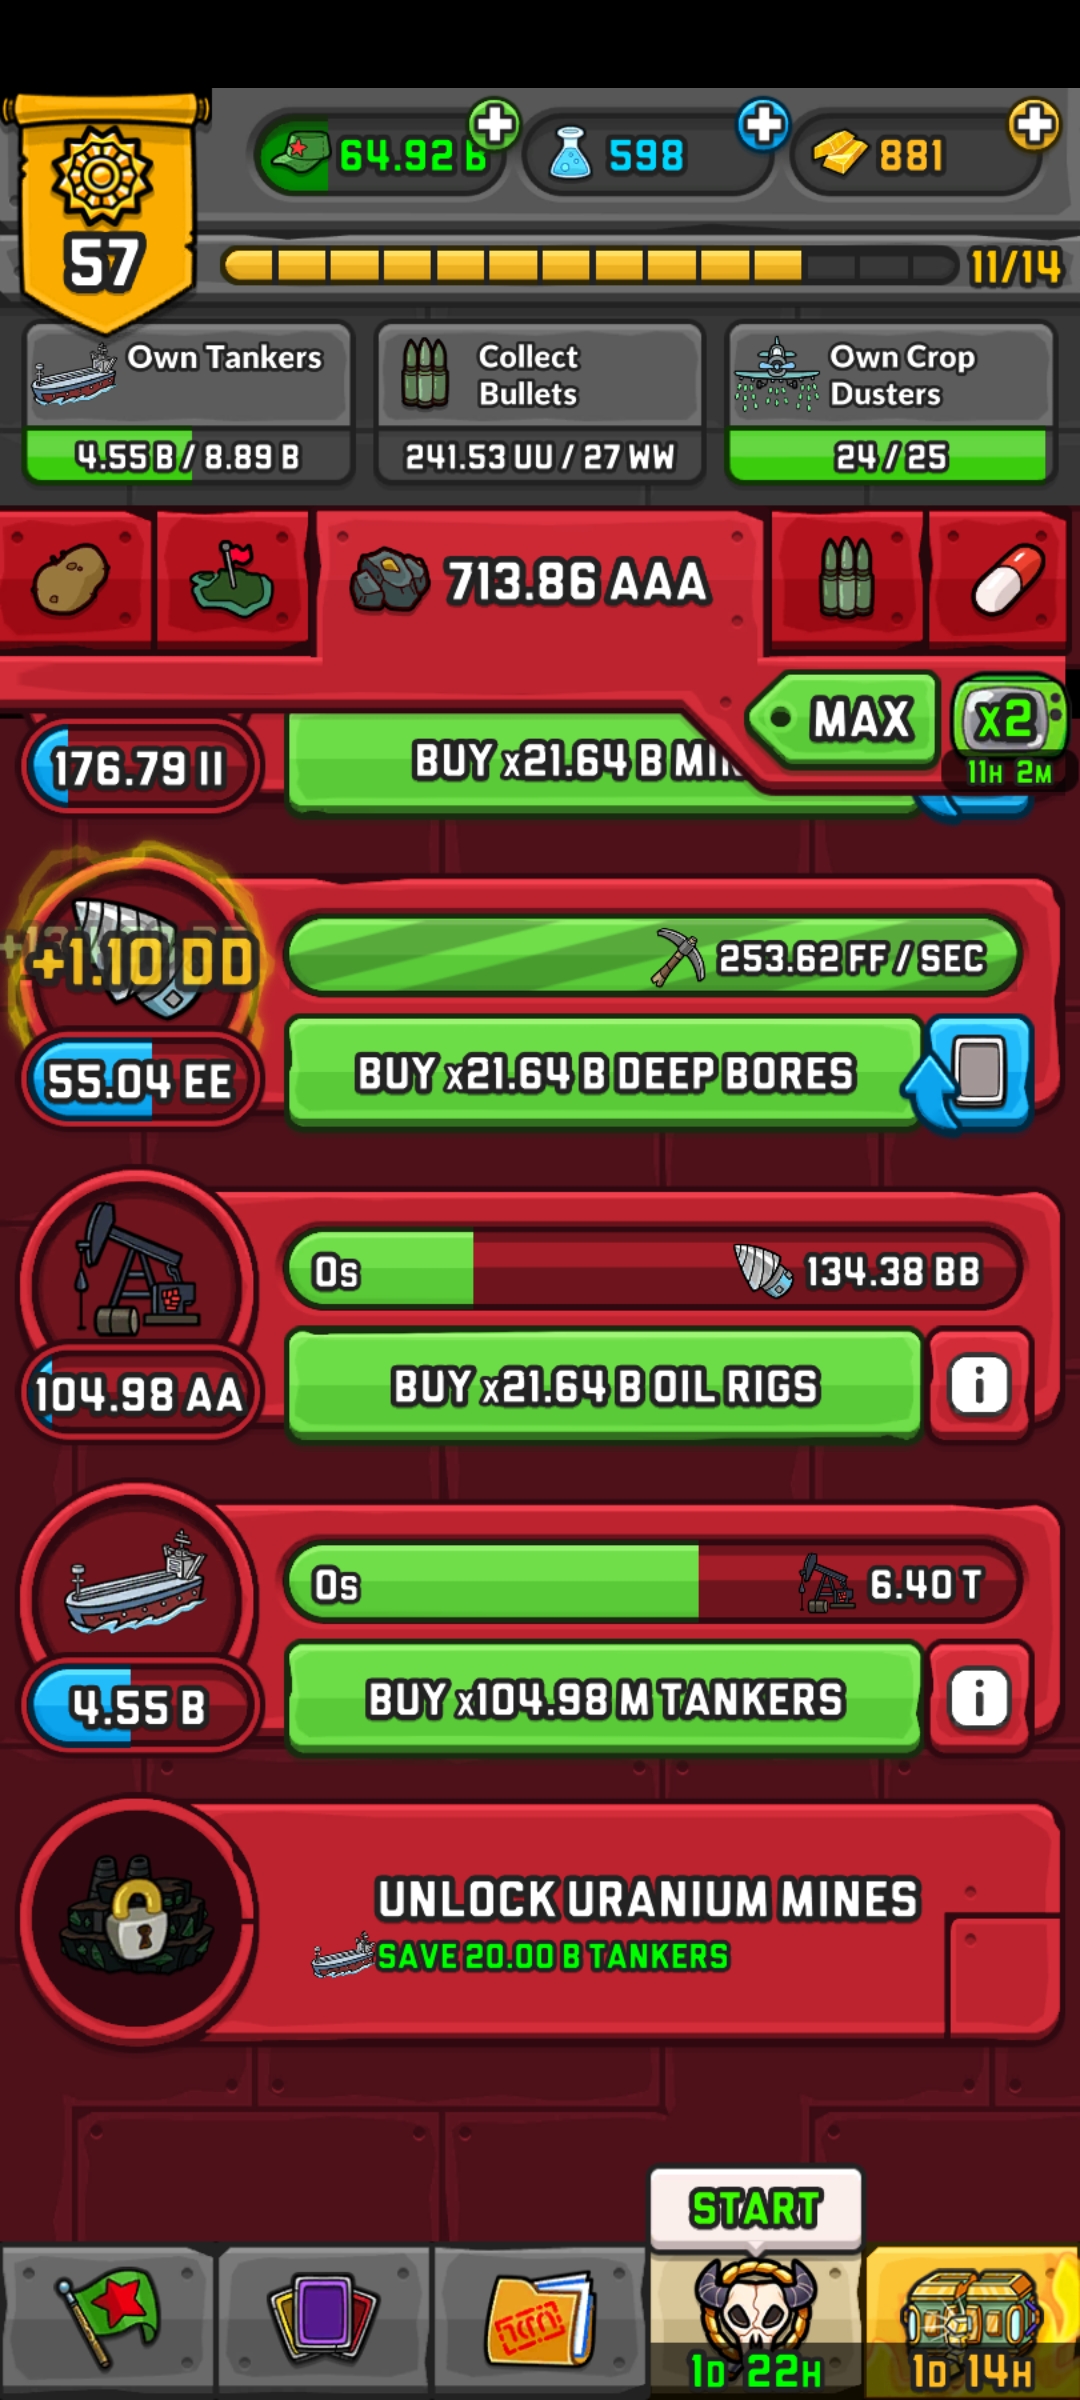 64.92 B
598
881
57
11/14
Own Tankers
4.55 B / 8.89 B
Collect
Bullets
241.53 UU / 27 WW
Own Crop
Dusters
24 / 25
713.86 AAA
MAX
x2
11H 2M
176.79 II
BUY x21.64 B
+1.10 DD
253.62 FF / SEC
55.04 EE
BUY x21.64 B DEEP BORES
0s
134.38 BB
104.98 AA
BUY x21.64 B OIL RIGS
i
0s
6.40 T
4.55 B
BUY x104.98 M TANKERS
i
UNLOCK URANIUM MINES
SAVE 20.00 B TANKERS
START
1D 22H
1D 14H